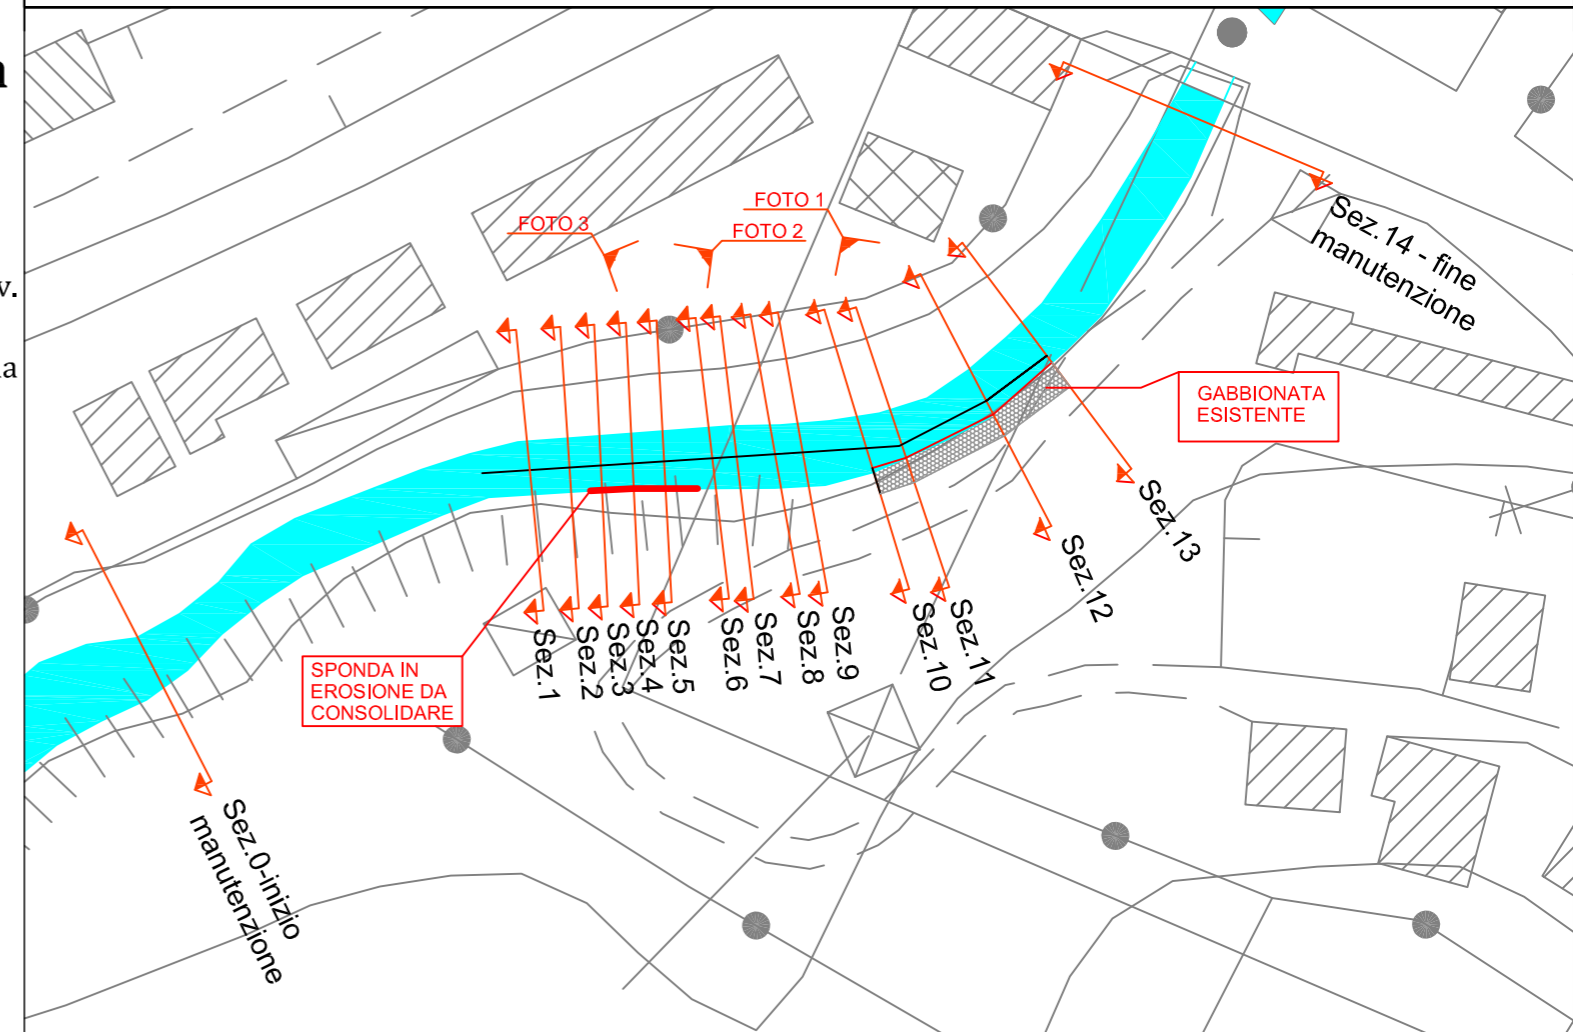 v.
FOTO 1
FOTO 3
FOTO 2
Sez.14 - fine
manutenzione
GABBIONATA
ESISTENTE
Sez.13
Sez.12
Sez.11
Sez.10
Sez.9
Sez.8
Sez.7
Sez.6
Sez.5
Sez.4
Sez.3
Sez.2
Sez.1
SPONDA IN
EROSIONE DA
CONSOLIDARE
Sez.0-inizio
manutenzione